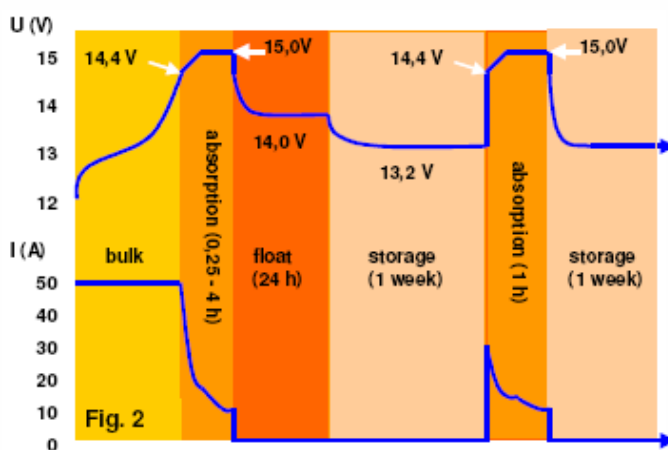 U (V)
15
14
13
12
14,4 V
15,0V
14,0 V
13,2 V
14,4 V
15,0V
I (A)
50
40
30
20
10
0
bulk
absorption (0,25 - 4 h)
float
(24 h)
storage
(1 week)
absorption (1 h)
storage
(1 week)
Fig. 2